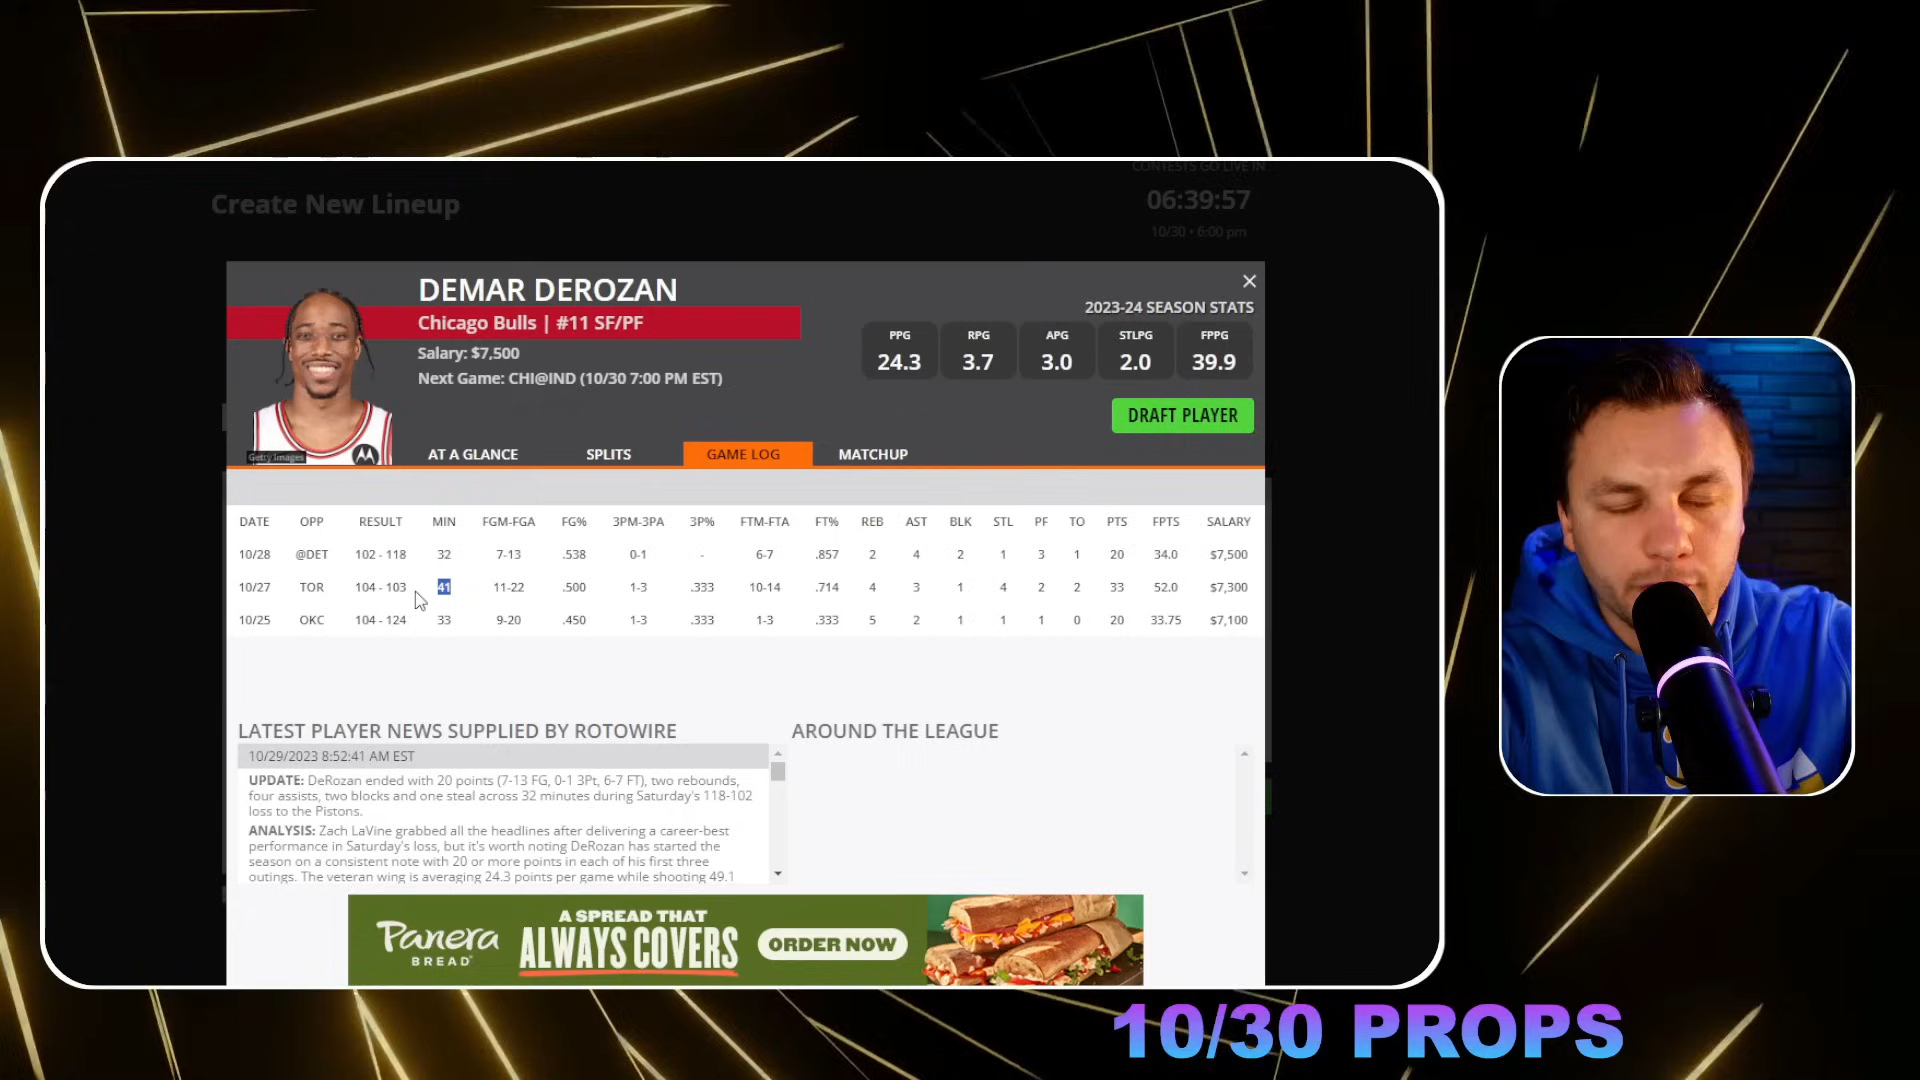 CONTESTS GO LIVE IN
Create New Lineup
06:39:57
10/30 • 6:00 pm
DEMAR DEROZAN
Chicago Bulls | #11 SF/PF
Salary: $7,500
Next Game: CHI@IND (10/30 7:00 PM EST)
2023-24 SEASON STATS
PPG RPG APG STLPG FPPG
24.3 3.7 3.0 2.0 39.9
DRAFT PLAYER
Getty Images
AT A GLANCE SPLITS GAME LOG MATCHUP
DATE OPP RESULT MIN FGM-FGA FG% 3PM-3PA 3P% FTM-FTA FT% REB AST BLK STL PF TO PTS FPTS SALARY
10/28 @DET 102 - 118 32 7-13 .538 0-1 - 6-7 .857 2 4 2 1 3 1 20 34.0 $7,500
10/27 TOR 104 - 103 41 11-22 .500 1-3 .333 10-14 .714 4 3 1 4 2 2 33 52.0 $7,300
10/25 OKC 104 - 124 33 9-20 .450 1-3 .333 1-3 .333 5 2 1 1 1 0 20 33.75 $7,100
LATEST PLAYER NEWS SUPPLIED BY ROTOWIRE
10/29/2023 8:52:41 AM EST
UPDATE: DeRozan ended with 20 points (7-13 FG, 0-1 3Pt, 6-7 FT), two rebounds,
four assists, two blocks and one steal across 32 minutes during Saturday's 118-102
loss to the Pistons.
ANALYSIS: Zach LaVine grabbed all the headlines after delivering a career-best
performance in Saturday's loss, but it's worth noting DeRozan has started the
season on a consistent note with 20 or more points in each of his first three
outings. The veteran wing is averaging 24.3 points per game while shooting 49.1
AROUND THE LEAGUE
Panera
BREAD
A SPREAD THAT
ALWAYS COVERS
ORDER NOW
10/30 PROPS